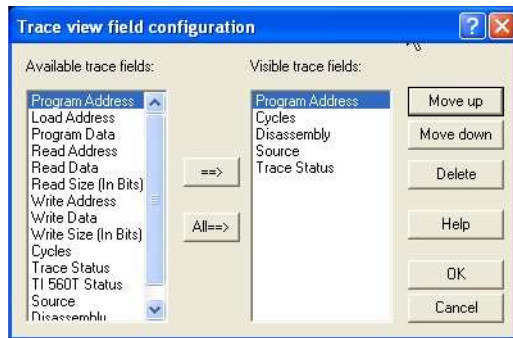 Trace view field configuration
Available trace fields:
Program Address
Load Address
Program Data
Read Address
Read Data
Read Size (In Bits)
Write Address
Write Data
Write Size (In Bits)
Cycles
Trace Status
TI 560T Status
Source
Disassembly
==>
All==>
Visible trace fields:
Program Address
Cycles
Disassembly
Source
Trace Status
Move up
Move down
Delete
Help
OK
Cancel